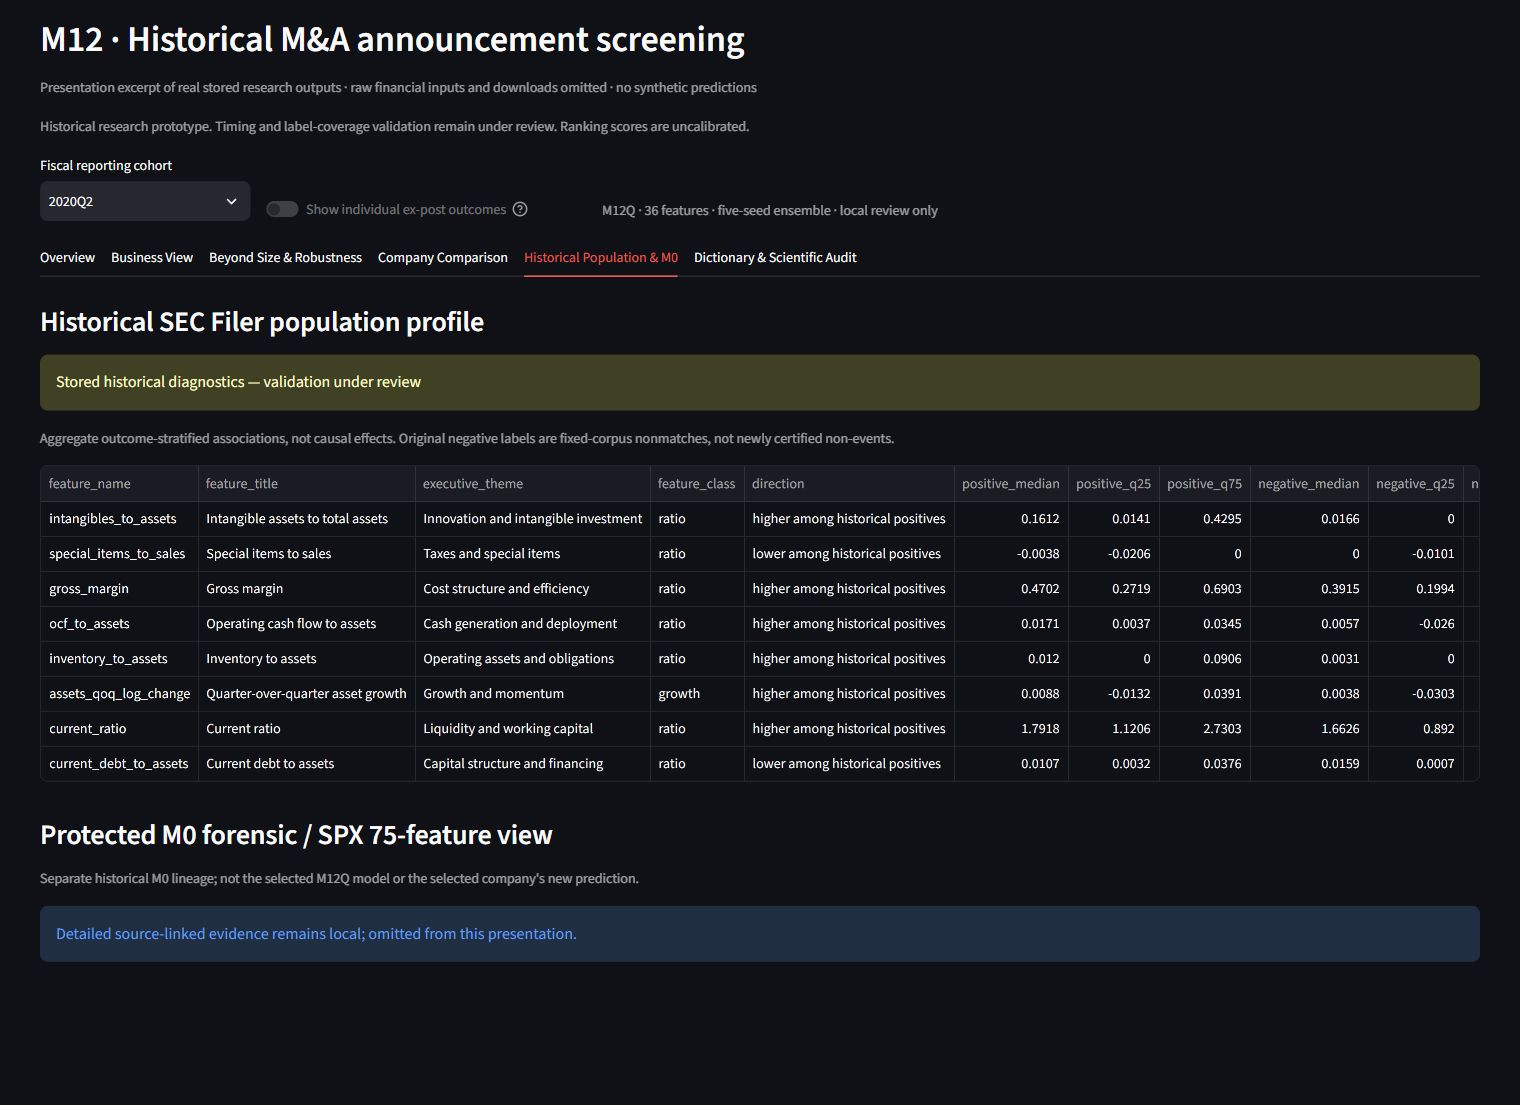 M12 · Historical M&A announcement screening
Presentation excerpt of real stored research outputs · raw financial inputs and downloads omitted · no synthetic predictions
Historical research prototype. Timing and label-coverage validation remain under review. Ranking scores are uncalibrated.
Fiscal reporting cohort
2020Q2
Show individual ex-post outcomes
M12Q · 36 features · five-seed ensemble · local review only
Overview Business View Beyond Size & Robustness Company Comparison Historical Population & M0 Dictionary & Scientific Audit
Historical SEC Filer population profile
Stored historical diagnostics — validation under review
Aggregate outcome-stratified associations, not causal effects. Original negative labels are fixed-corpus nonmatches, not newly certified non-events.
feature_name feature_title executive_theme feature_class direction positive_median positive_q25 positive_q75 negative_median negative_q25 n
intangibles_to_assets Intangible assets to total assets Innovation and intangible investment ratio higher among historical positives 0.1612 0.0141 0.4295 0.0166 0
special_items_to_sales Special items to sales Taxes and special items ratio lower among historical positives -0.0038 -0.0206 0 0 -0.0101
gross_margin Gross margin Cost structure and efficiency ratio higher among historical positives 0.4702 0.2719 0.6903 0.3915 0.1994
ocf_to_assets Operating cash flow to assets Cash generation and deployment ratio higher among historical positives 0.0171 0.0037 0.0345 0.0057 -0.026
inventory_to_assets Inventory to assets Operating assets and obligations ratio higher among historical positives 0.012 0 0.0906 0.0031 0
assets_qoq_log_change Quarter-over-quarter asset growth Growth and momentum growth higher among historical positives 0.0088 -0.0132 0.0391 0.0038 -0.0303
current_ratio Current ratio Liquidity and working capital ratio higher among historical positives 1.7918 1.1206 2.7303 1.6626 0.892
current_debt_to_assets Current debt to assets Capital structure and financing ratio lower among historical positives 0.0107 0.0032 0.0376 0.0159 0.0007
Protected M0 forensic / SPX 75-feature view
Separate historical M0 lineage; not the selected M12Q model or the selected company's new prediction.
Detailed source-linked evidence remains local; omitted from this presentation.